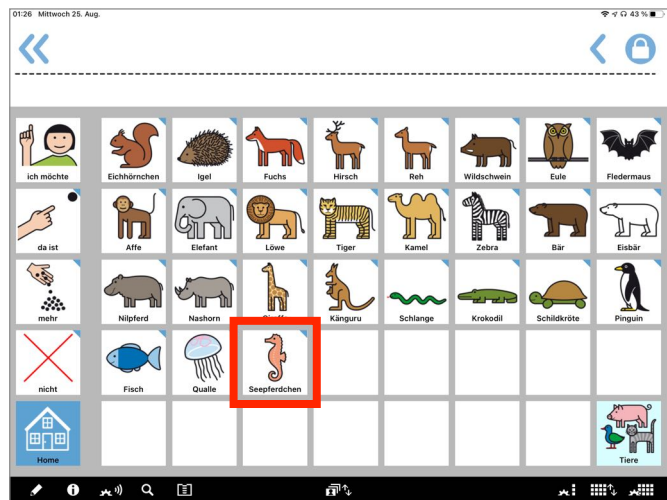 01:26 Mittwoch 25. Aug.
43 %
ich möchte
Eichhörnchen
Igel
Fuchs
Hirsch
Reh
Wildschwein
Eule
Fledermaus
da ist
Affe
Elefant
Löwe
Tiger
Kamel
Zebra
Bär
Eisbär
mehr
Nilpferd
Nashorn
Känguru
Schlange
Krokodil
Schildkröte
Pinguin
nicht
Fisch
Qualle
Seepferdchen
Home
Tiere